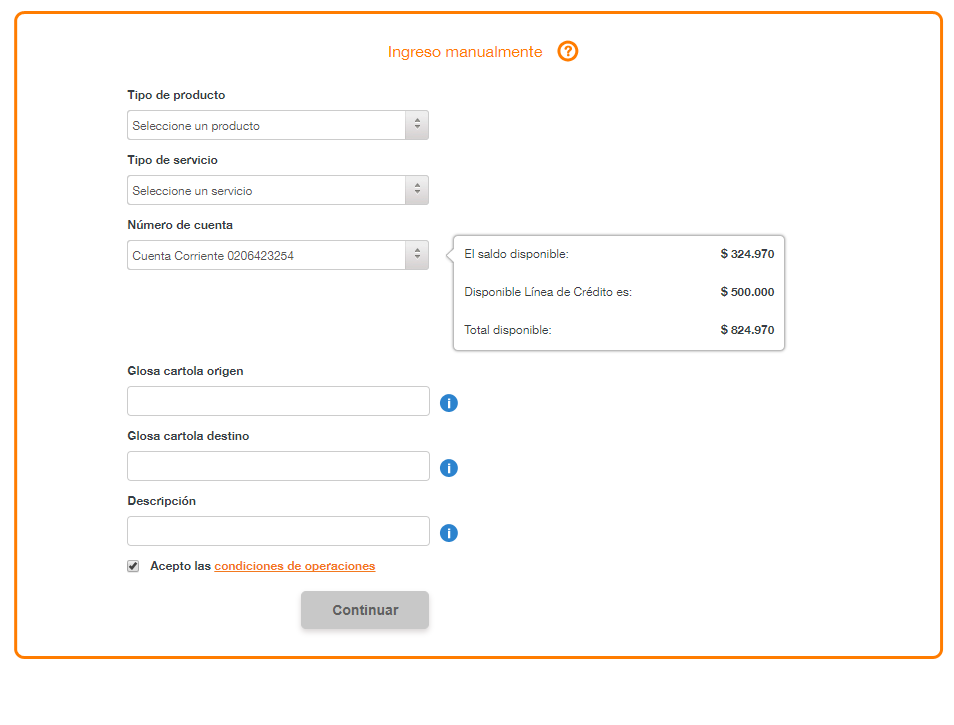 Ingreso manualmente ?
Tipo de producto
Seleccione un producto
Tipo de servicio
Seleccione un servicio
Número de cuenta
Cuenta Corriente 0206423254
El saldo disponible: $ 324.970
Disponible Línea de Crédito es: $ 500.000
Total disponible: $ 824.970
Glosa cartola origen
i
Glosa cartola destino
i
Descripción
i
Acepto las condiciones de operaciones
Continuar